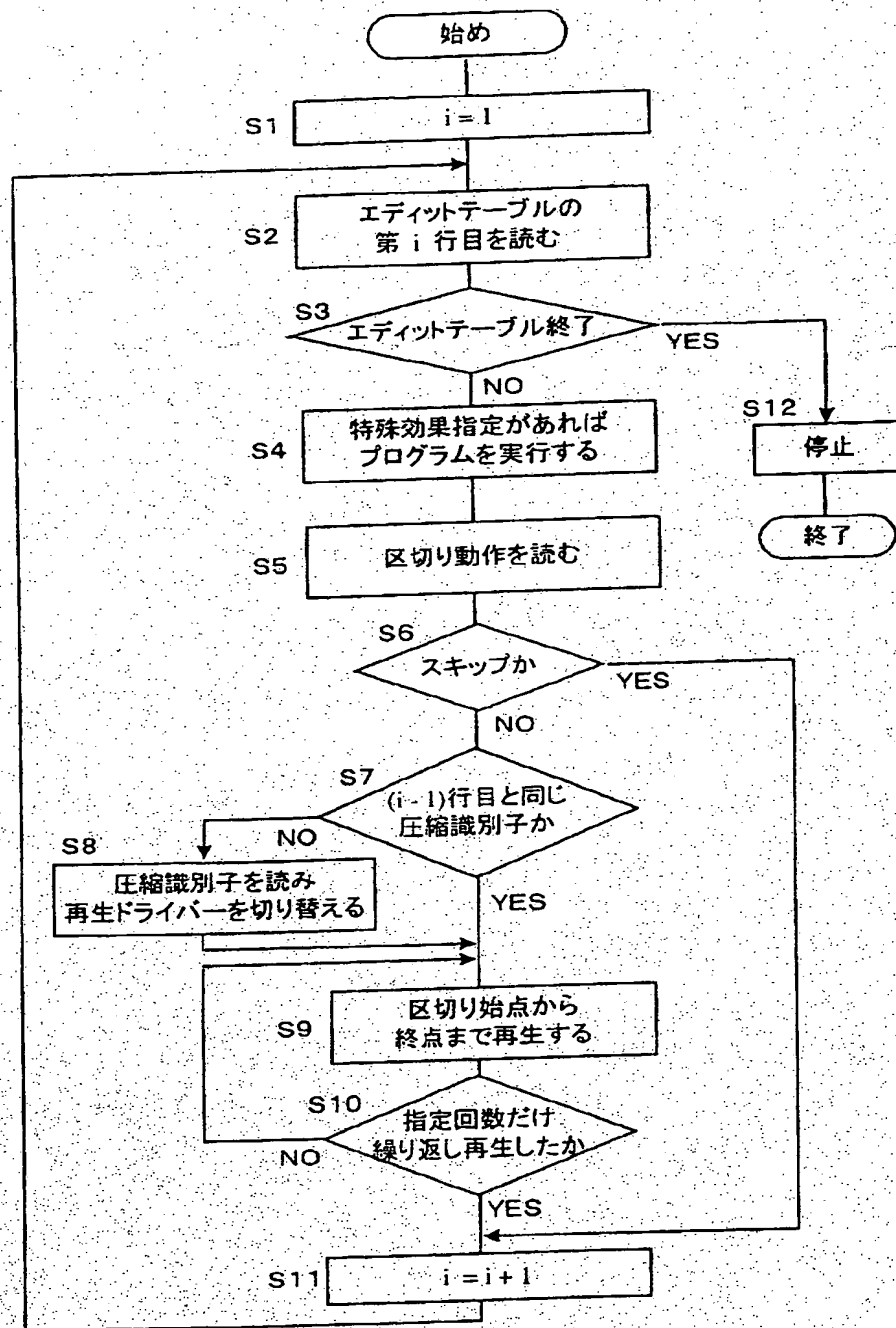 始め
S1
i = 1
S2
エディットテーブルの
第 i 行目を読む
S3
エディットテーブル終了
YES
NO
S12
停止
終了
S4
特殊効果指定があれば
プログラムを実行する
S5
区切り動作を読む
S6
スキップか
YES
NO
S7
(i - 1)行目と同じ
圧縮識別子か
NO
YES
S8
圧縮識別子を読み
再生ドライバーを切り替える
S9
区切り始点から
終点まで再生する
S10
指定回数だけ
繰り返し再生したか
NO
YES
S11
i = i + 1